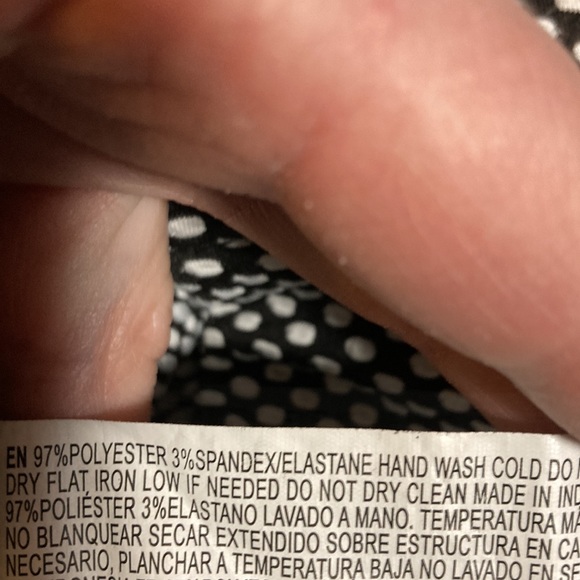 EN 97%POLYESTER 3%SPANDEX/ELASTANE HAND WASH COLD DO
DRY FLAT IRON LOW IF NEEDED DO NOT DRY CLEAN MADE IN
97%POLIÉSTER 3%ELASTANO LAVADO A MANO. TEMPERATURA
NO BLANQUEAR SECAR EXTENDIDO SOBRE ESTRUCTURA EN
NECESARIO, PLANCHAR A TEMPERATURA BAJA NO LAVADO EN